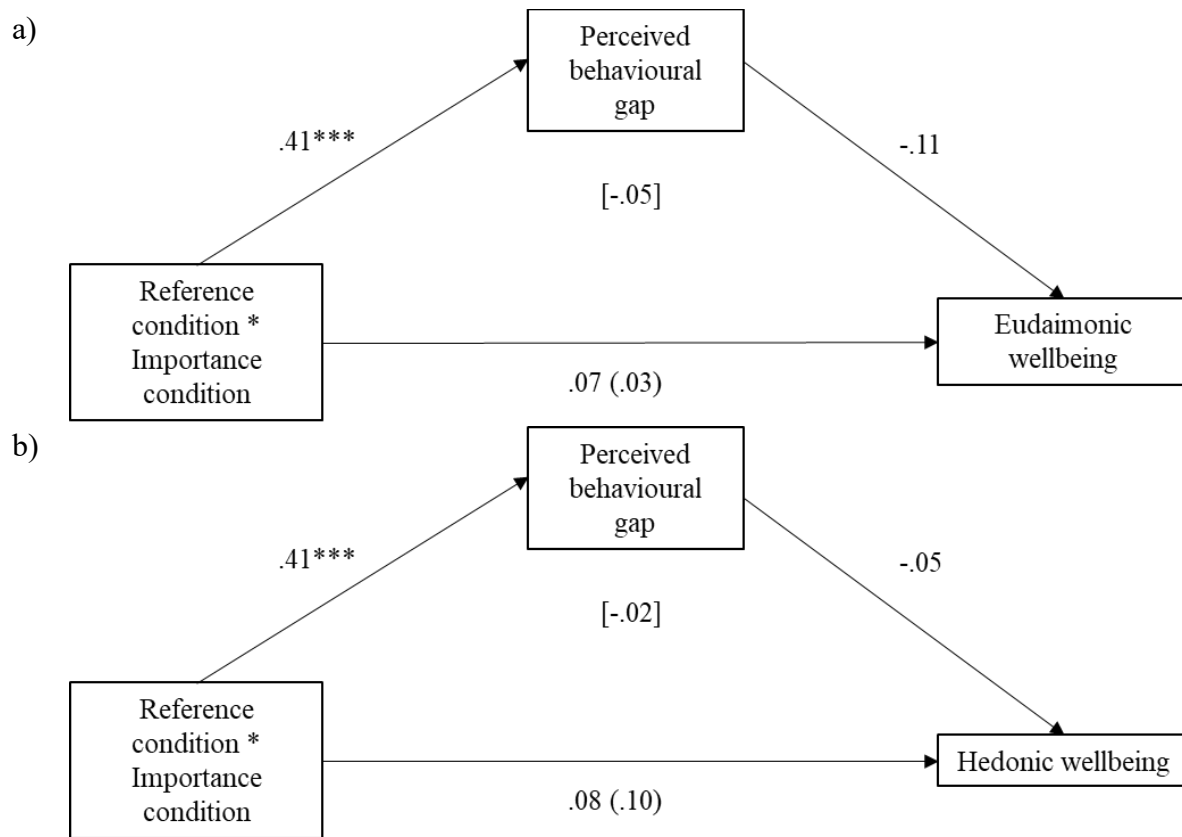 a)
Perceived
behavioural
gap
.41***
-.11
[-.05]
Reference
condition *
Importance
condition
Eudaimonic
wellbeing
.07 (.03)
b)
Perceived
behavioural
gap
.41***
-.05
[-.02]
Reference
condition *
Importance
condition
Hedonic wellbeing
.08 (.10)